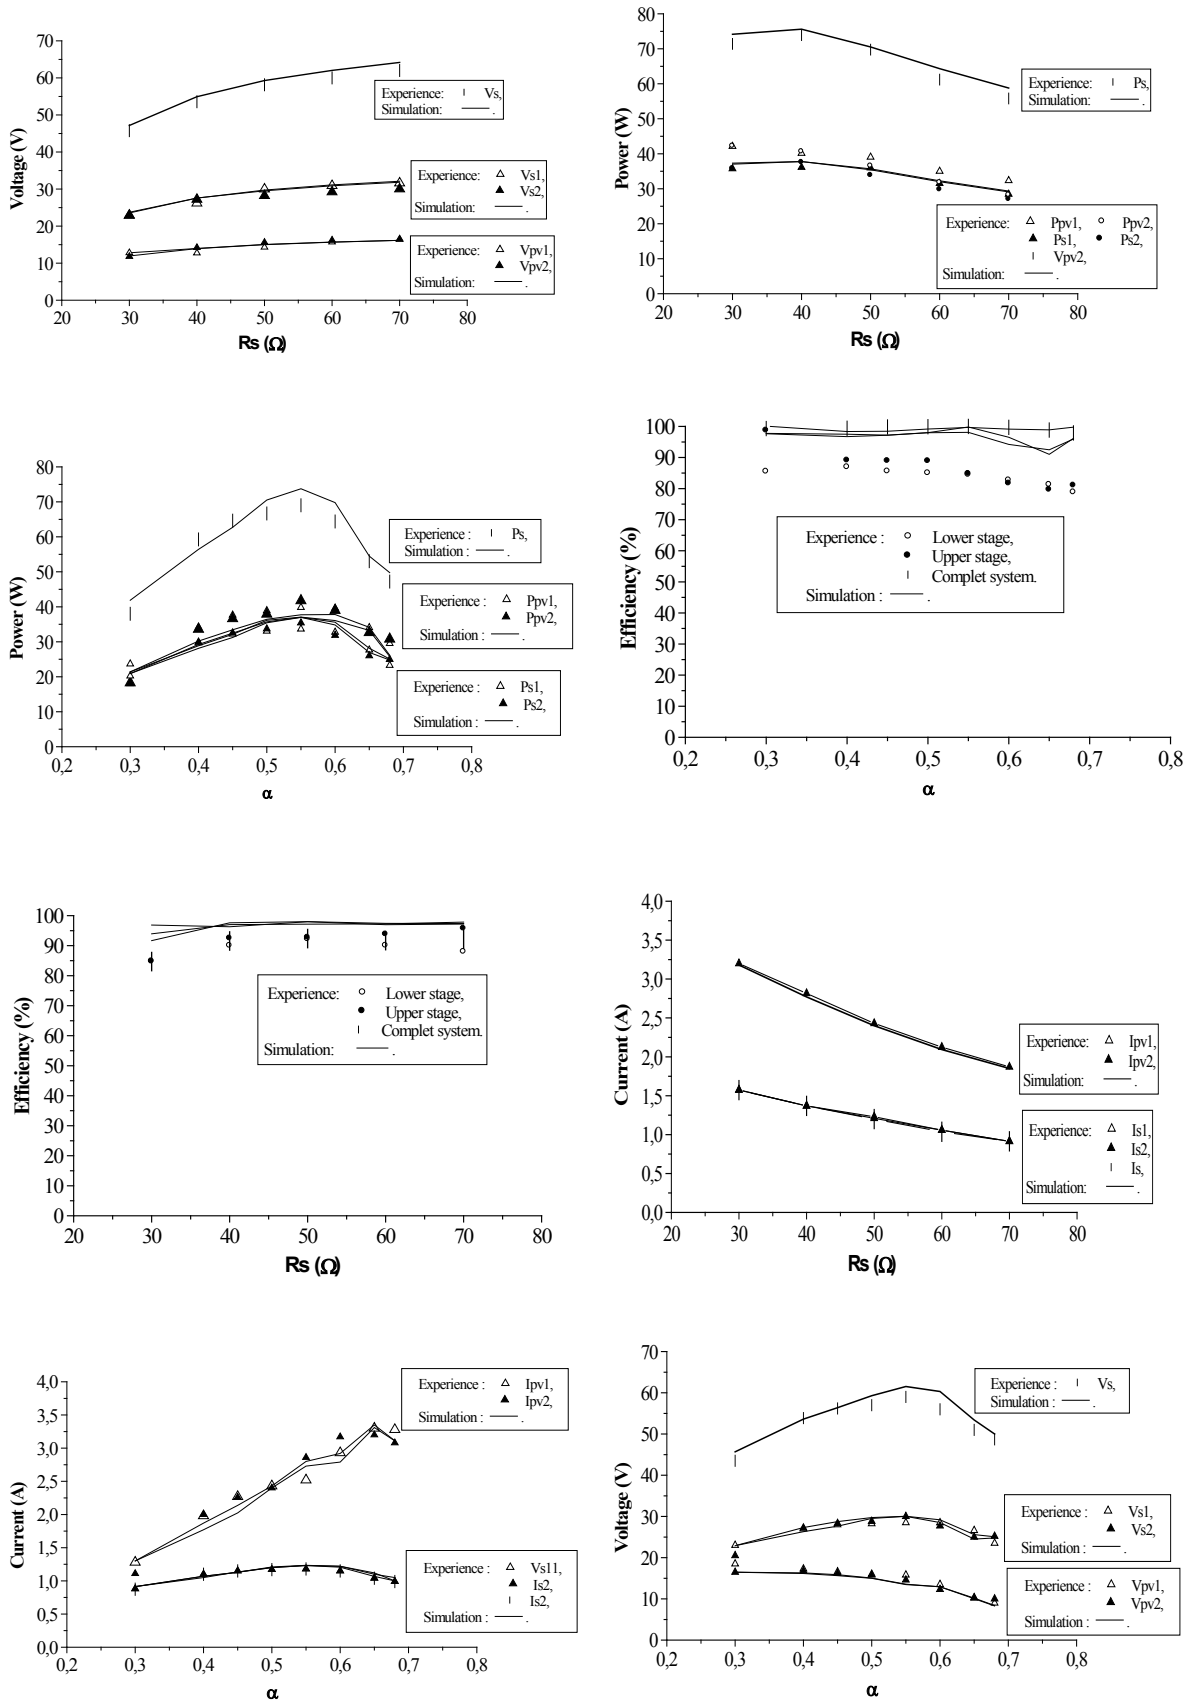 70
60
50
40
30
20
10
0
Voltage (V)
20 30 40 50 60 70 80
Rs (Ω)
Experience: | Vs,
Simulation: .
Experience: △ Vs1,
▲ Vs2,
Simulation: .
Experience: △ Vpv1,
▲ Vpv2,
Simulation: .
80
70
60
50
40
30
20
10
0
Power (W)
20 30 40 50 60 70 80
Rs (Ω)
Experience: | Ps,
Simulation: .
Experience: △ Ppv1, ○ Ppv2,
▲ Ps1, ● Ps2,
| Vpv2,
Simulation: .
80
70
60
50
40
30
20
10
0
Power (W)
0,2 0,3 0,4 0,5 0,6 0,7 0,8
α
Experience : | Ps,
Simulation : .
Experience : △ Ppv1,
▲ Ppv2,
Simulation : .
Experience : △ Ps1,
▲ Ps2,
Simulation : .
100
90
80
70
60
50
40
30
20
10
0
Efficiency (%)
0,2 0,3 0,4 0,5 0,6 0,7 0,8
α
Experience : ○ Lower stage,
● Upper stage,
| Complet system.
Simulation : .
100
90
80
70
60
50
40
30
20
10
0
Efficiency (%)
20 30 40 50 60 70 80
Rs (Ω)
Experience: ○ Lower stage,
● Upper stage,
| Complet system.
Simulation: .
4,0
3,5
3,0
2,5
2,0
1,5
1,0
0,5
0,0
Current (A)
20 30 40 50 60 70 80
Rs (Ω)
Experience: △ Ipv1,
▲ Ipv2,
Simulation: .
Experience: △ Is1,
▲ Is2,
| Is,
Simulation: .
4,0
3,5
3,0
2,5
2,0
1,5
1,0
0,5
0,0
Current (A)
0,2 0,3 0,4 0,5 0,6 0,7 0,8
α
Experience : △ Ipv1,
▲ Ipv2,
Simulation : .
Experience : △ Vs11,
▲ Is2,
| Is2,
Simulation : .
70
60
50
40
30
20
10
0
Voltage (V)
0,2 0,3 0,4 0,5 0,6 0,7 0,8
α
Experience : | Vs,
Simulation : .
Experience : △ Vs1,
▲ Vs2,
Simulation : .
Experience : △ Vpv1,
▲ Vpv2,
Simulation : .